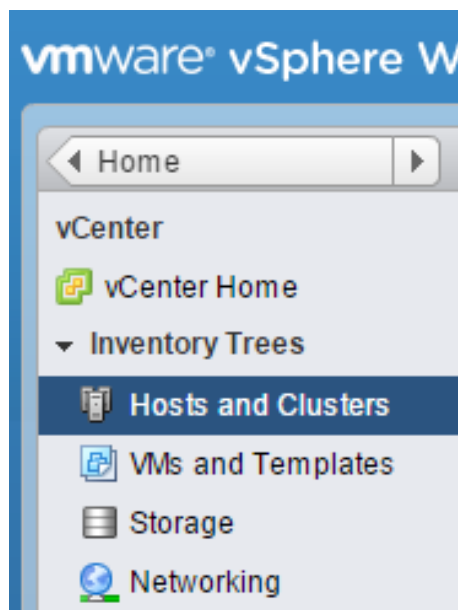 vmware® vSphere W
Home
vCenter
vCenter Home
Inventory Trees
Hosts and Clusters
VMs and Templates
Storage
Networking